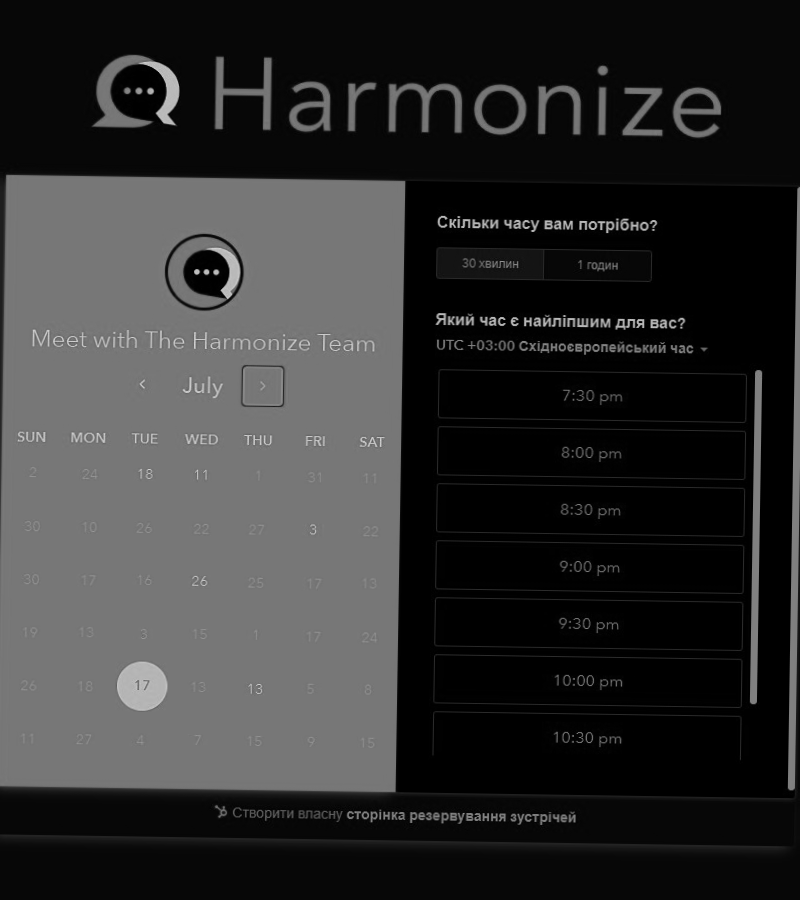 Harmonize
Meet with The Harmonize Team
July
SUN MON TUE WED THU FRI SAT
2 24 18 11 1 31 11
30 10 26 22 27 3 22
30 17 16 26 25 17 13
19 13 3 15 1 17 24
26 18 17 13 13 5 8
11 27 4 7 15 9 15
Скільки часу вам потрібно?
30 хвилин 1 годин
Який час є найліпшим для вас?
UTC +03:00 Східноєвропейський час
7:30 pm
8:00 pm
8:30 pm
9:00 pm
9:30 pm
10:00 pm
10:30 pm
Створити власну сторінка резервування зустрічей